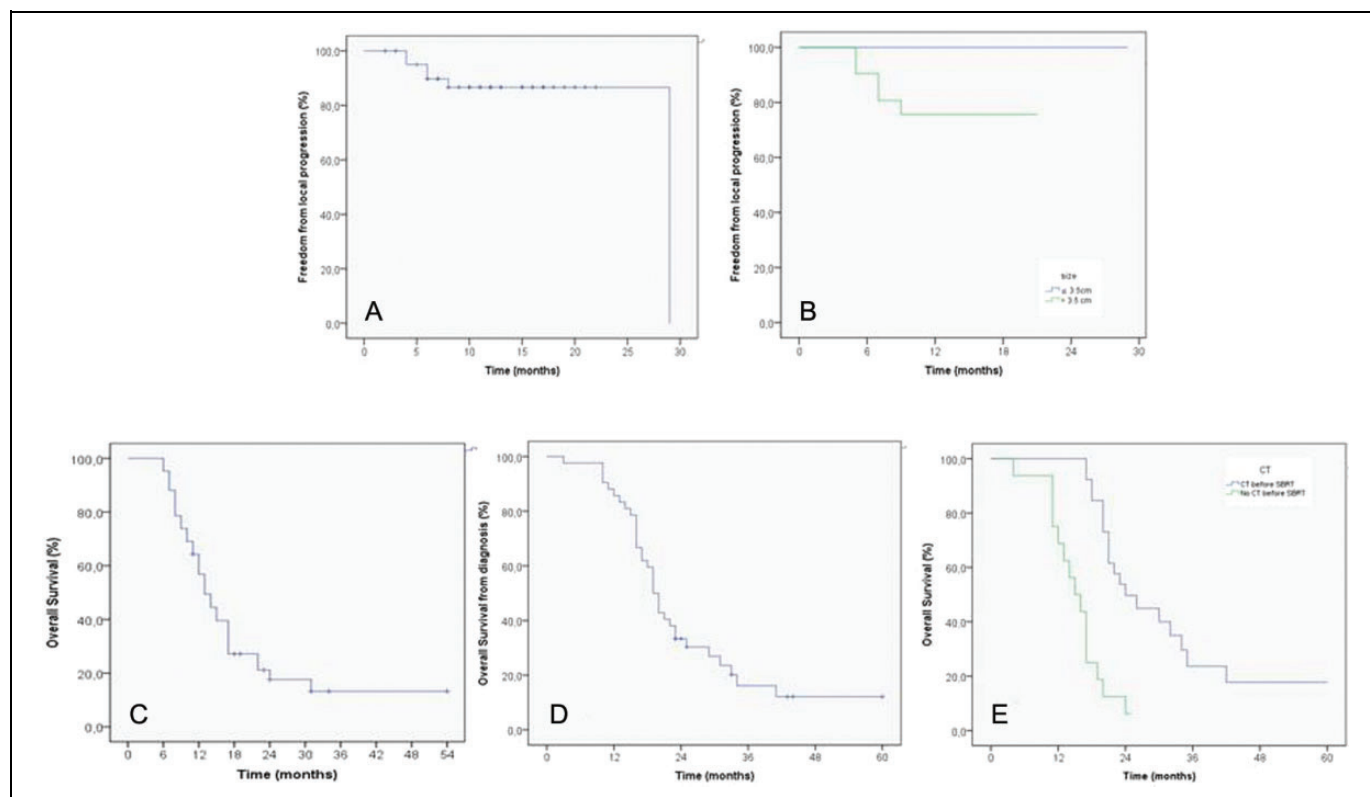 100,0
80,0
60,0
40,0
20,0
0,0
Freedom from local progression (%)
A
0 5 10 15 20 25 30
Time (months)
100,0
80,0
60,0
40,0
20,0
0,0
Freedom from local progression (%)
size
≤ 3.5cm
> 3.5 cm
B
0 6 12 18 24 30
Time (months)
100,0
80,0
60,0
40,0
20,0
0,0
Overall Survival (%)
C
0 6 12 18 24 30 36 42 48 54
Time (months)
100,0
80,0
60,0
40,0
20,0
0,0
Overall Survival from diagnosis (%)
D
0 12 24 36 48 60
Time (months)
100,0
80,0
60,0
40,0
20,0
0,0
Overall Survival (%)
CT
CT before SBRT
No CT before SBRT
E
0 12 24 36 48 60
Time (months)